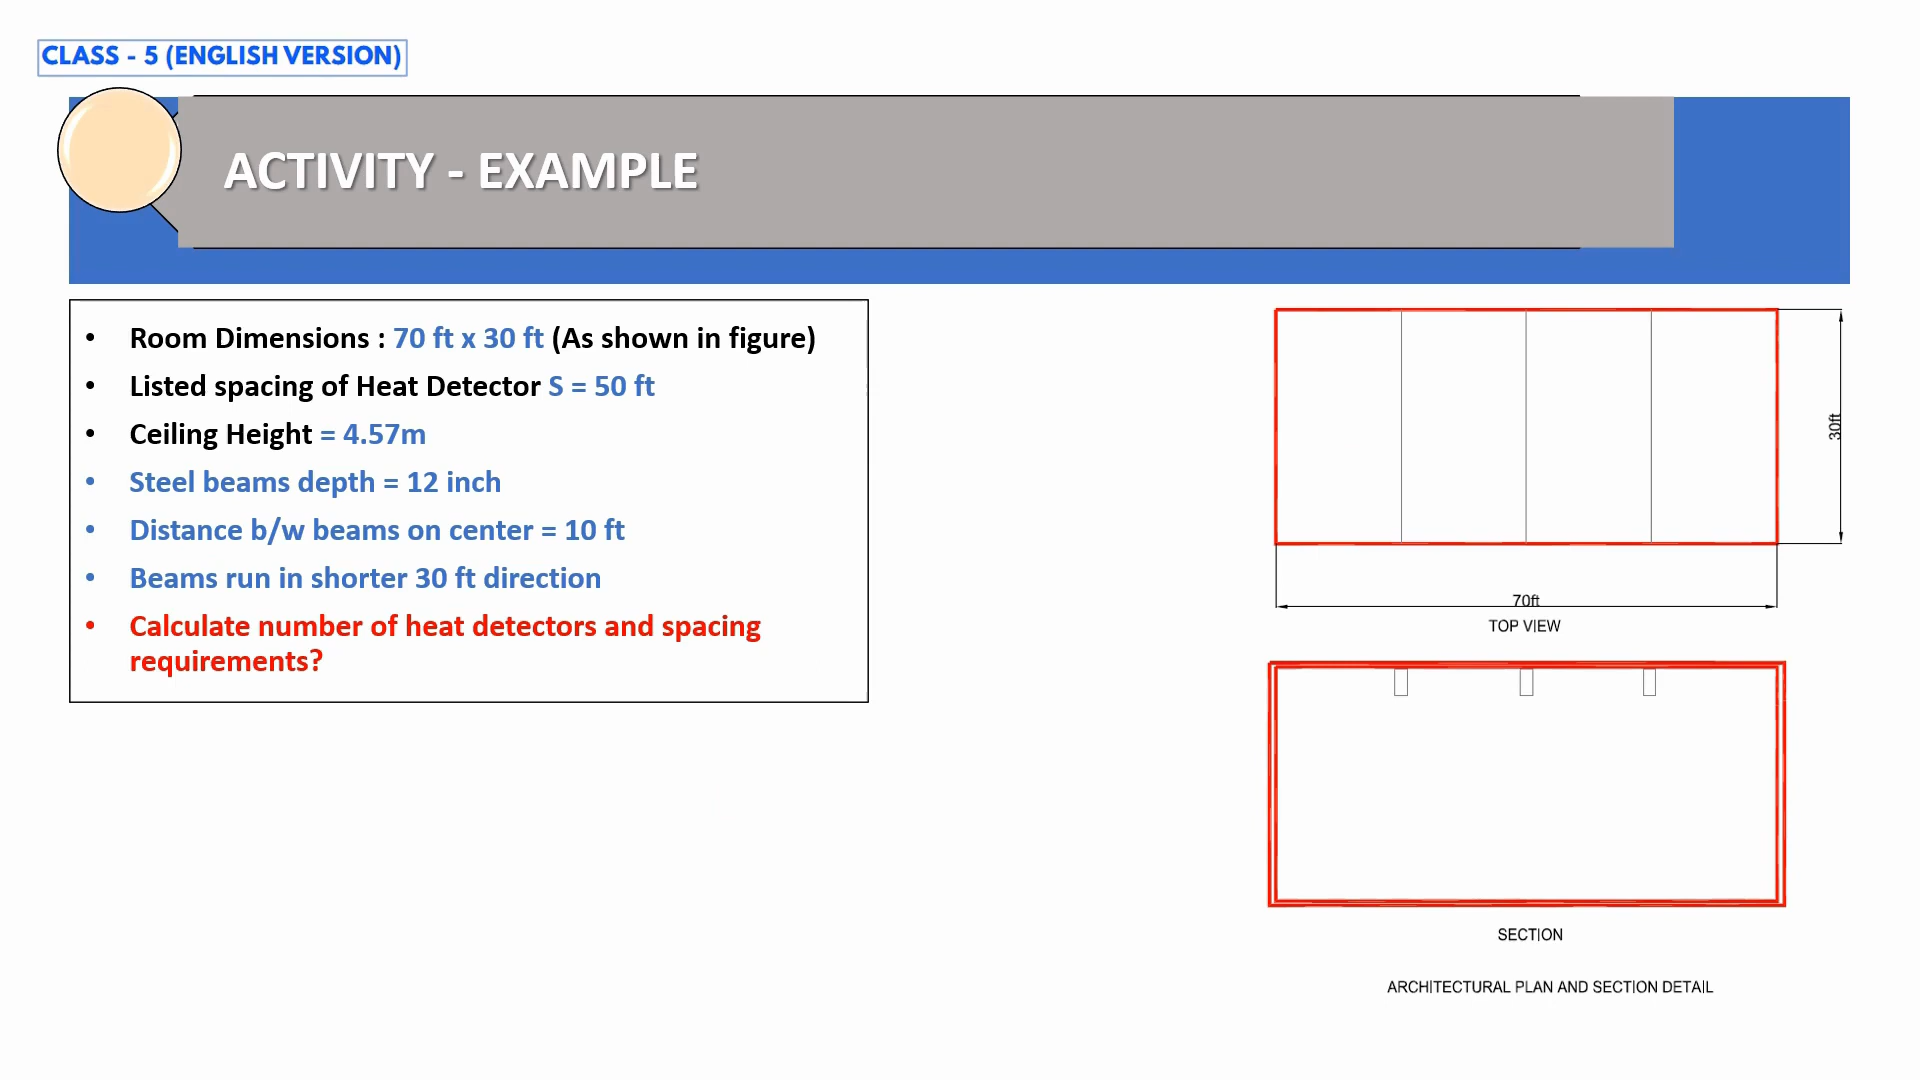 CLASS - 5 (ENGLISH VERSION)
ACTIVITY - EXAMPLE
• Room Dimensions : 70 ft x 30 ft (As shown in figure)
• Listed spacing of Heat Detector S = 50 ft
• Ceiling Height = 4.57m
• Steel beams depth = 12 inch
• Distance b/w beams on center = 10 ft
• Beams run in shorter 30 ft direction
• Calculate number of heat detectors and spacing
requirements?
30ft
70ft
TOP VIEW
SECTION
ARCHITECTURAL PLAN AND SECTION DETAIL